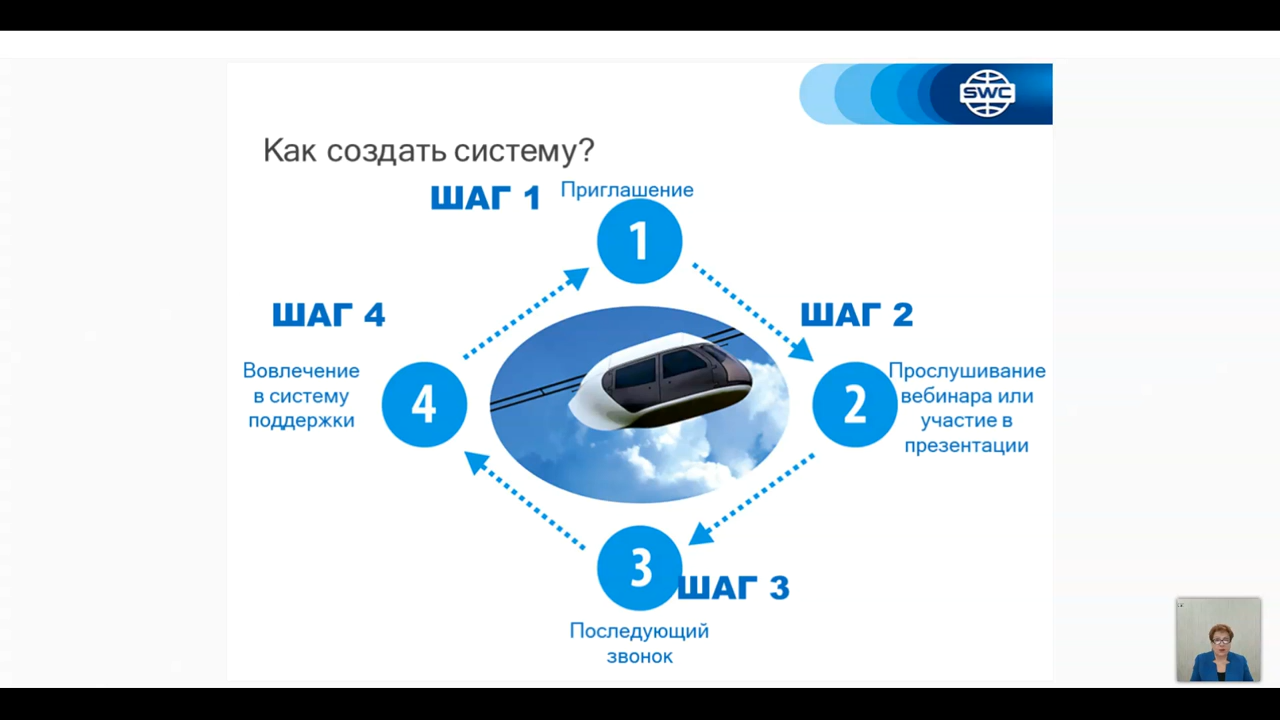 SWC
Как создать систему?
ШАГ 1
Приглашение
1
ШАГ 2
2
Прослушивание
вебинара или
участие в
презентации
3
ШАГ 3
Последующий
звонок
ШАГ 4
Вовлечение
в систему
поддержки
4